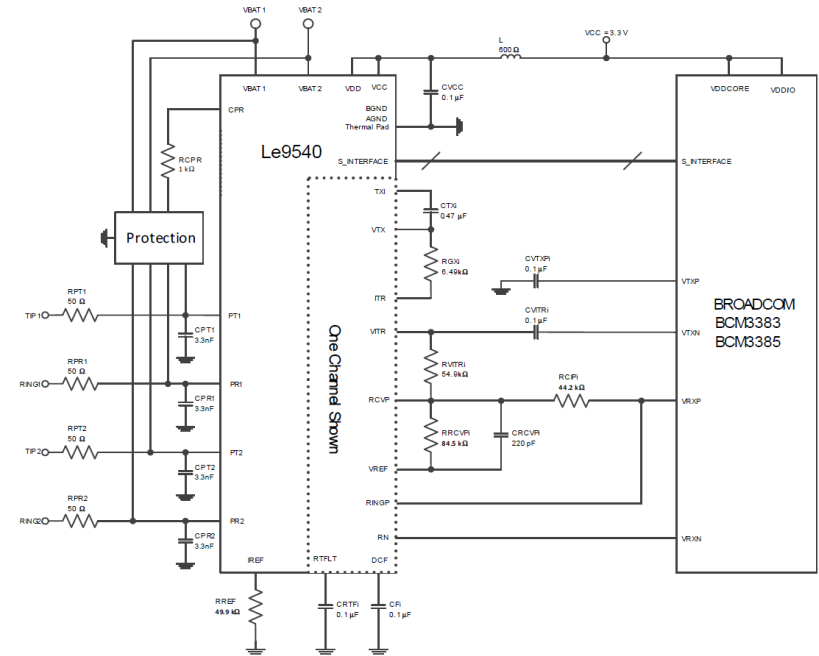 VBAT 1
VBAT 2
L
600 Ω
VCC = 3.3 V
VBAT 1
VBAT 2
VDD
VCC
CVCC
0.1 µF
VDDCORE
VDDIO
CPR
BGND
AGND
Thermal Pad
Le9540
RCPR
1 kΩ
S_INTERFACE
S_INTERFACE
TXI
CTXi
0.47 µF
VTX
Protection
RGXi
6.49kΩ
CVTXPi
0.1 µF
VTXP
ITR
RPT1
50 Ω
TIP1
PT1
CPT1
3.3nF
VITR
CVITRi
0.1 µF
VTXN
BROADCOM
BCM3383
BCM3385
One Channel Shown
RVITRi
54.9kΩ
RPR1
50 Ω
RING1
PR1
CPR1
3.3nF
RCVP
RCIPi
44.2 kΩ
VRXP
RRCVPi
84.5 kΩ
CRCVPi
220 pF
RPT2
50 Ω
TIP2
PT2
CPT2
3.3nF
VREF
RINGP
RPR2
50 Ω
RING2
PR2
CPR2
3.3nF
RN
VRXN
IREF
RTFLT
DCF
RREF
49.9 kΩ
CRTFi
0.1 µF
CFi
0.1 µF